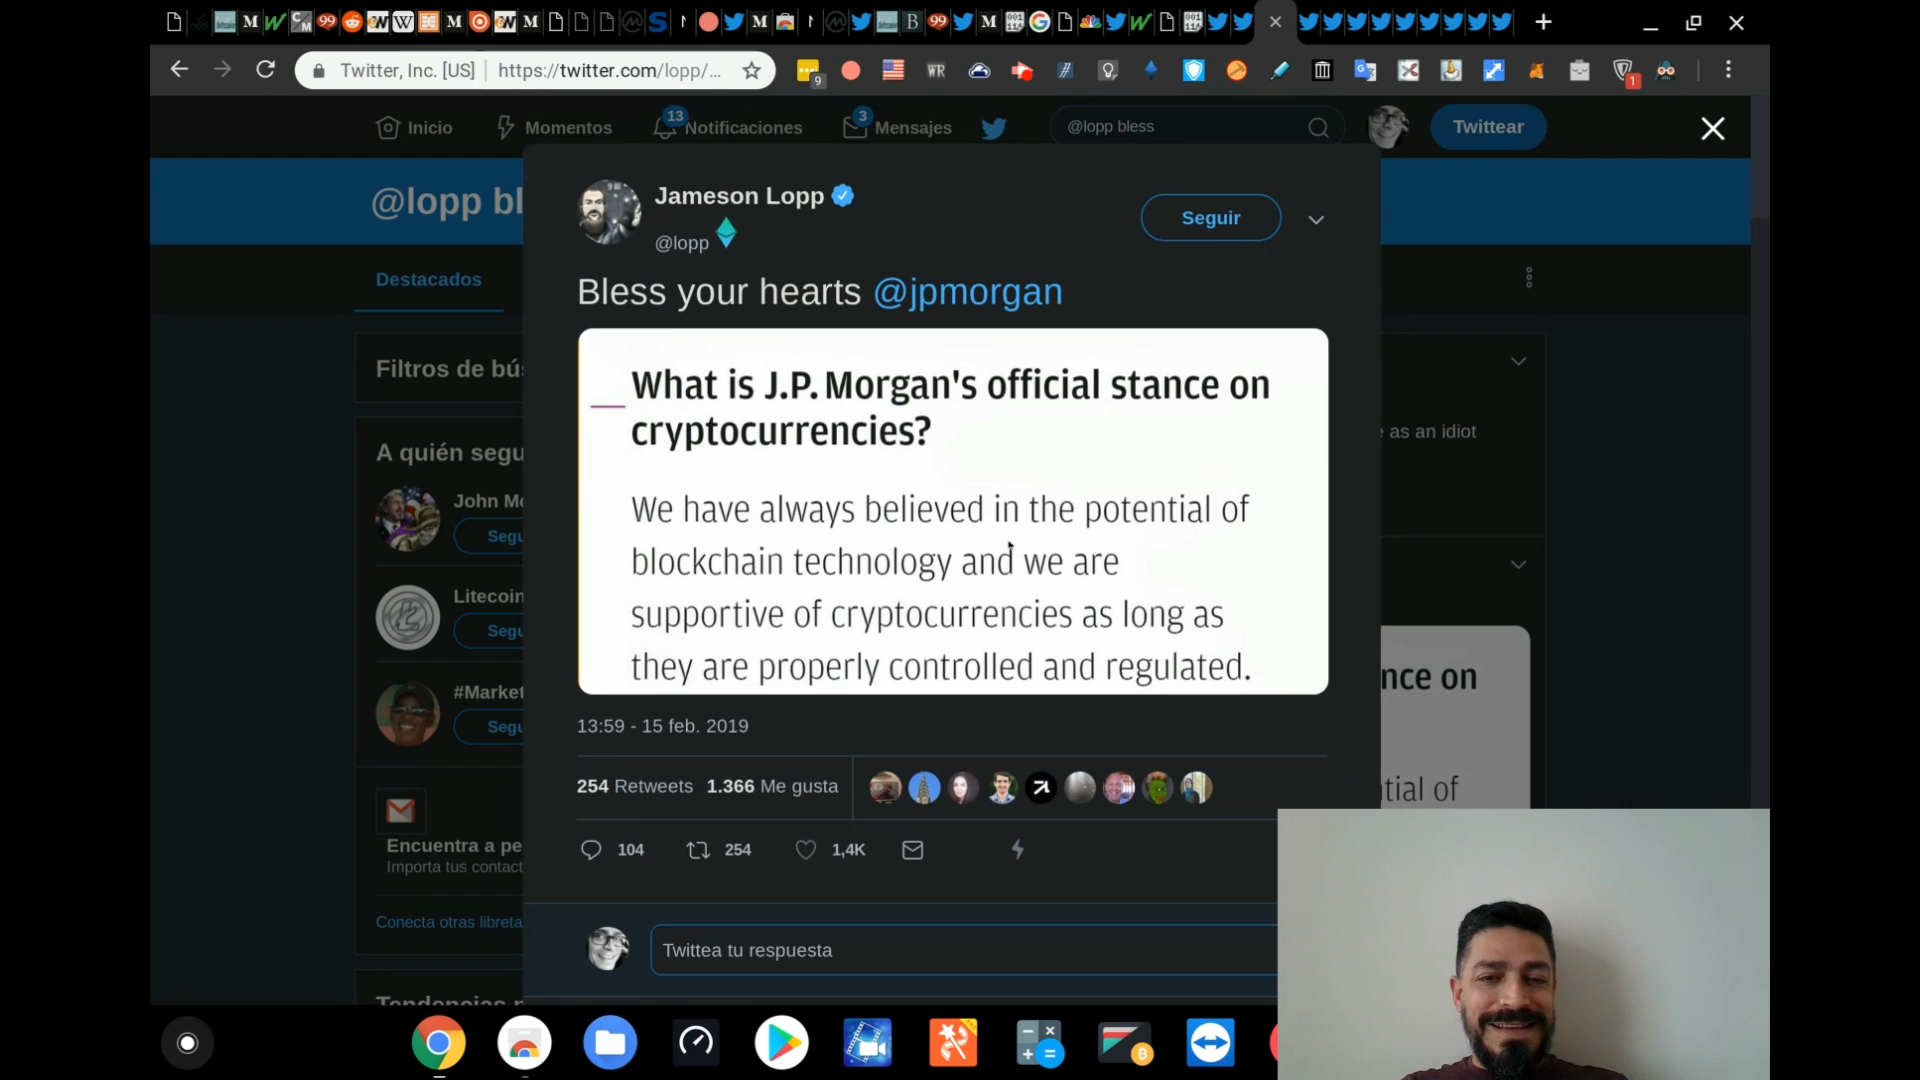 Twitter, Inc. [US] https://twitter.com/lopp/...
9
1
Inicio
Momentos
13
Notificaciones
3
Mensajes
@lopp bless
Twittear
@lopp bl
Destacados
Jameson Lopp
@lopp
Seguir
Bless your hearts @jpmorgan
What is J.P. Morgan's official stance on
cryptocurrencies?
We have always believed in the potential of
blockchain technology and we are
supportive of cryptocurrencies as long as
they are properly controlled and regulated.
13:59 - 15 feb. 2019
254 Retweets 1.366 Me gusta
104
254
1,4K
Twittea tu respuesta
Filtros de bú
A quién segu
John Mc
Segu
Litecoin
Segu
#Market
Segu
Encuentra a pe
Importa tus contact
Conecta otras libreta
Tendencias
as an idiot
nce on
tial of